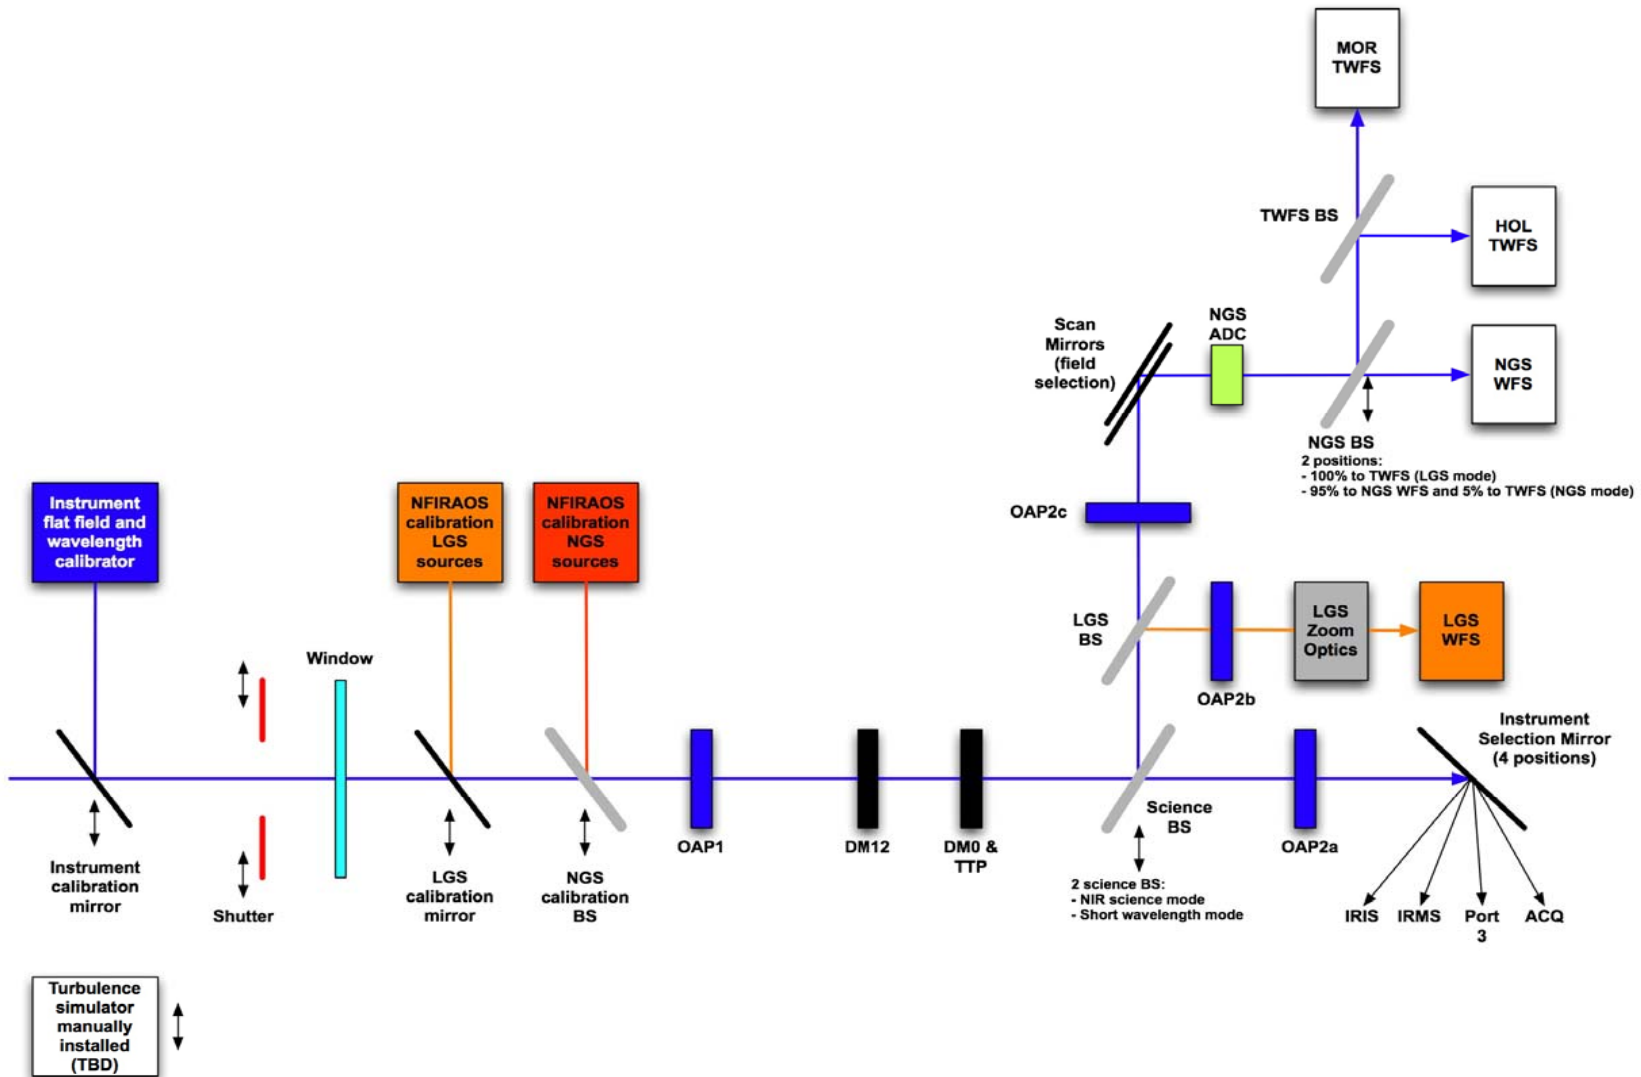 MOR
TWFS
TWFS BS
HOL
TWFS
Scan
Mirrors
(field
selection)
NGS
ADC
NGS
WFS
NGS BS
2 positions:
- 100% to TWFS (LGS mode)
- 95% to NGS WFS and 5% to TWFS (NGS mode)
OAP2c
Instrument
flat field and
wavelength
calibrator
NFIRAOS
calibration
LGS
sources
NFIRAOS
calibration
NGS
sources
LGS
BS
LGS
Zoom
Optics
LGS
WFS
OAP2b
Window
Instrument
Selection Mirror
(4 positions)
Science
BS
OAP1
DM12
DM0 &
TTP
OAP2a
Instrument
calibration
mirror
Shutter
LGS
calibration
mirror
NGS
calibration
BS
2 science BS:
- NIR science mode
- Short wavelength mode
IRIS
IRMS
Port
3
ACQ
Turbulence
simulator
manually
installed
(TBD)